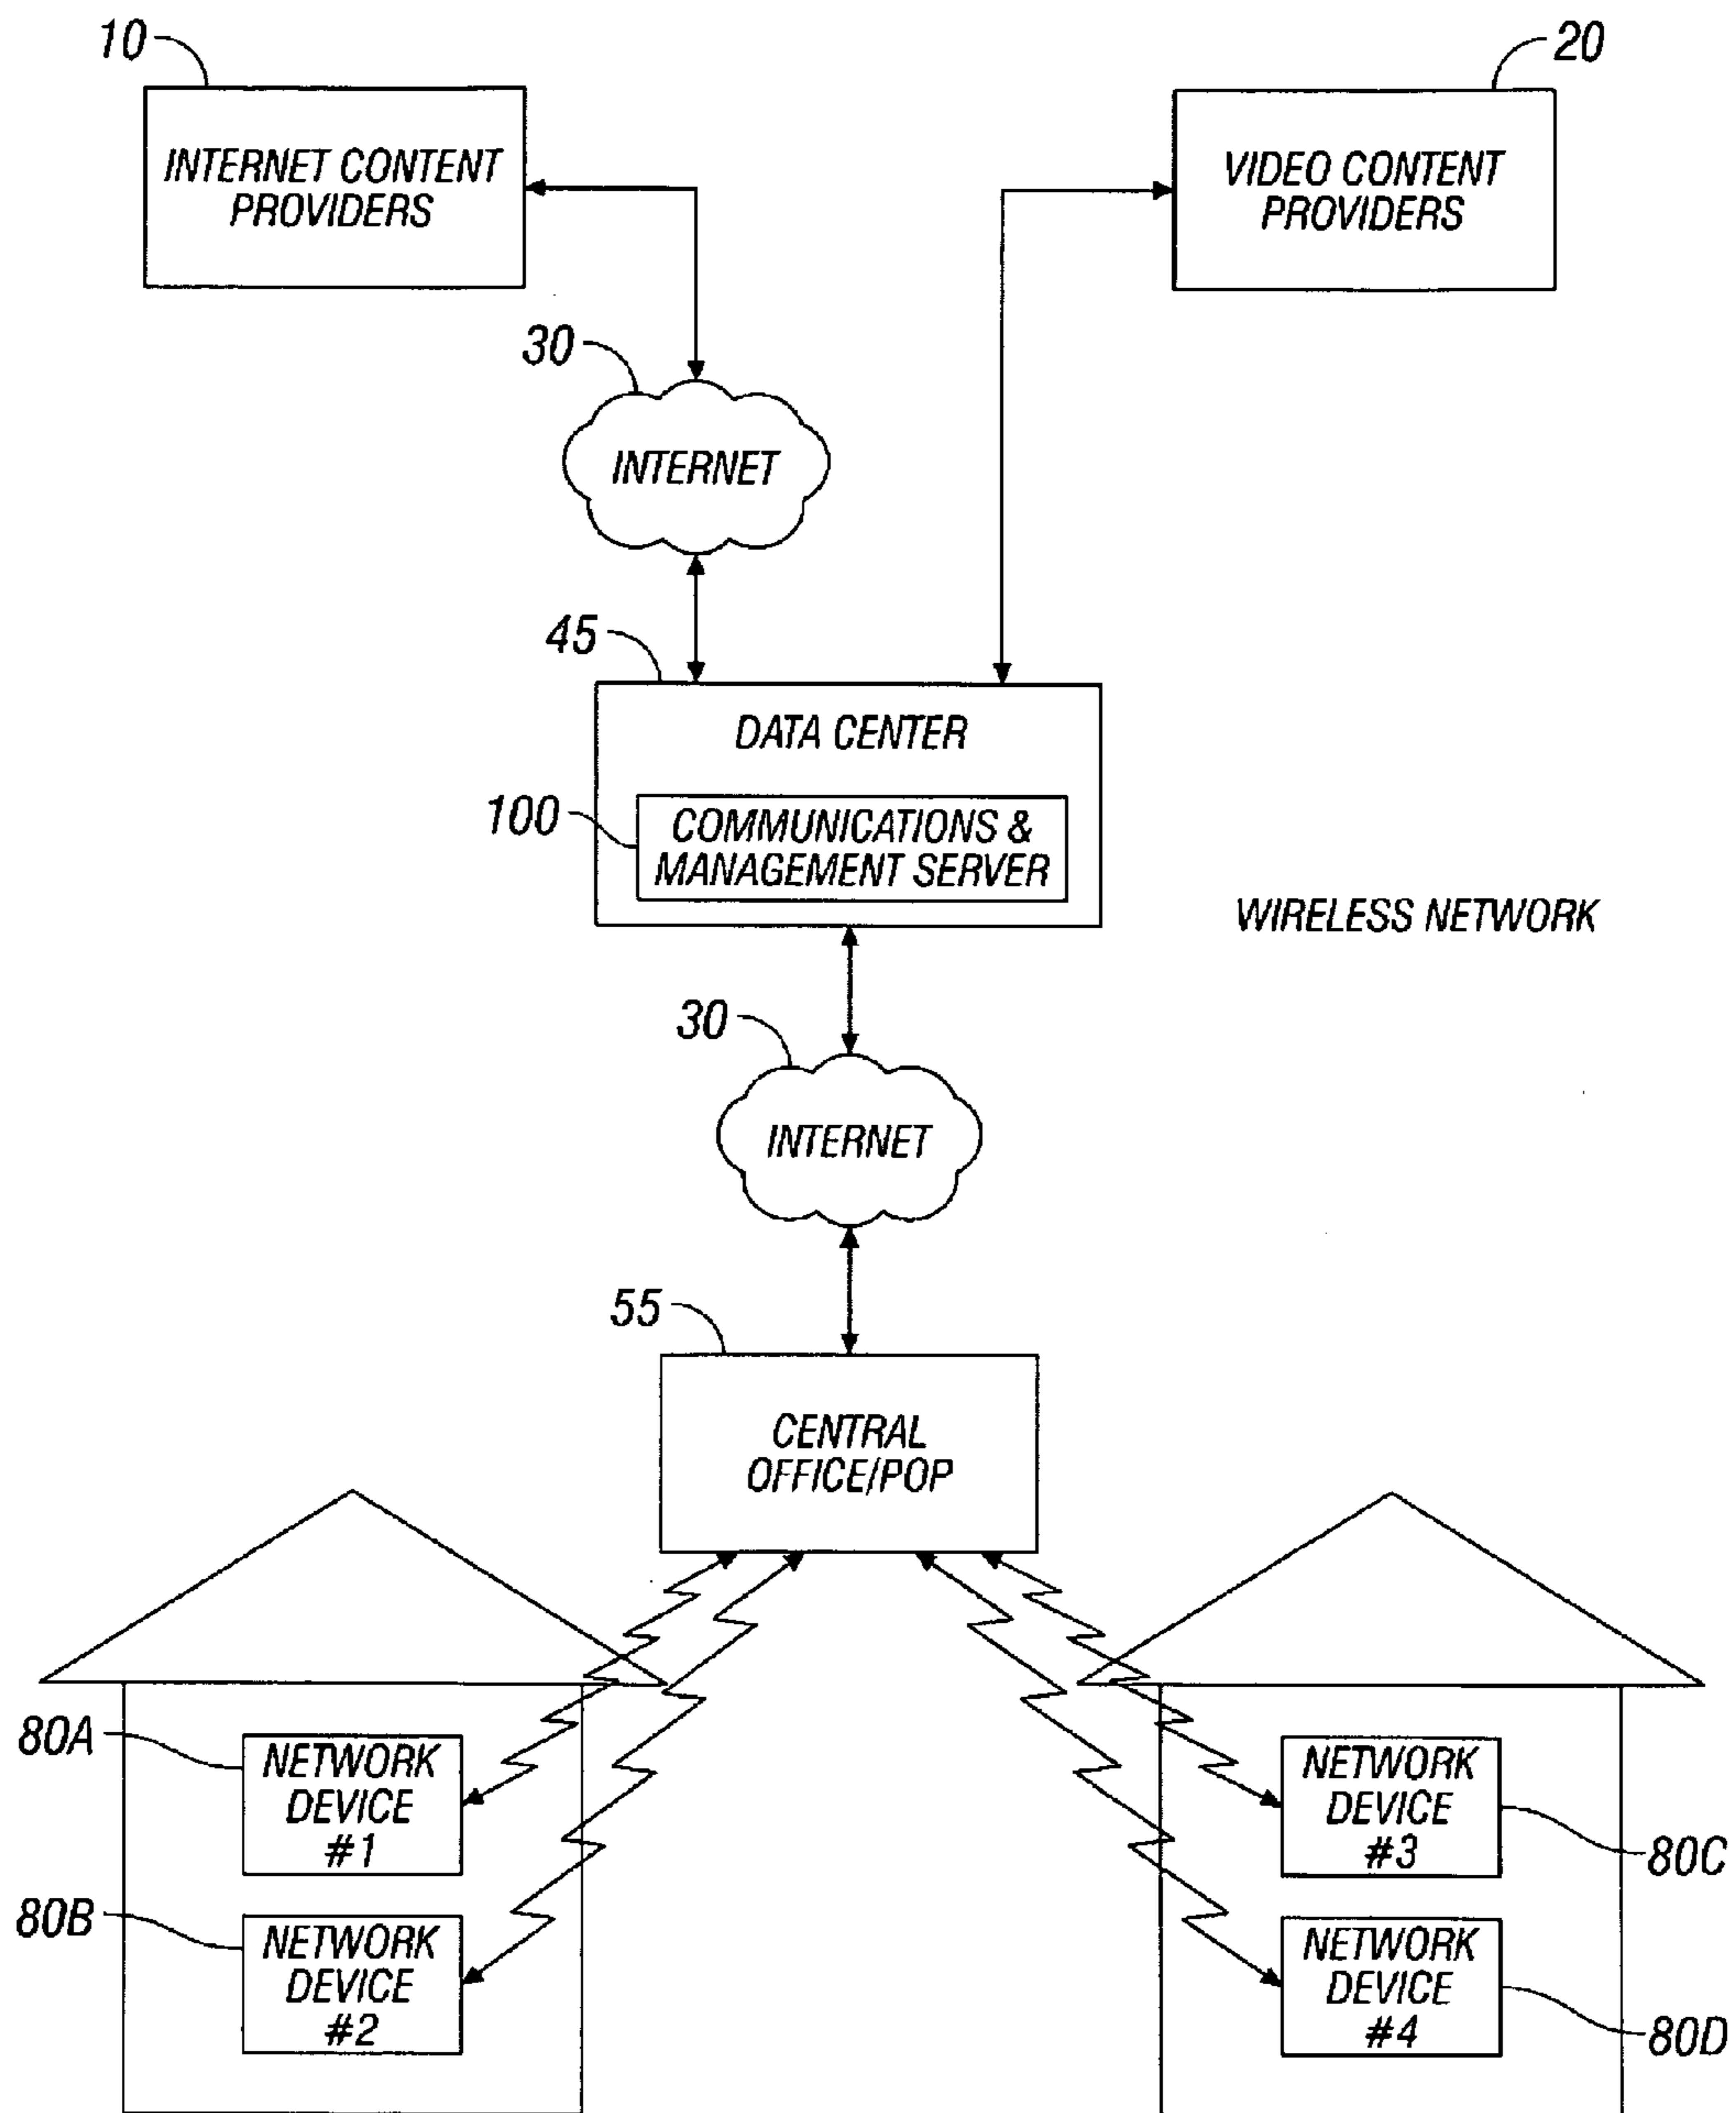 10
20
INTERNET CONTENT
PROVIDERS
VIDEO CONTENT
PROVIDERS
30
INTERNET
45
DATA CENTER
100
COMMUNICATIONS &
MANAGEMENT SERVER
WIRELESS NETWORK
30
INTERNET
55
CENTRAL
OFFICE/POP
80A
NETWORK
DEVICE
#1
80B
NETWORK
DEVICE
#2
NETWORK
DEVICE
#3
80C
NETWORK
DEVICE
#4
80D